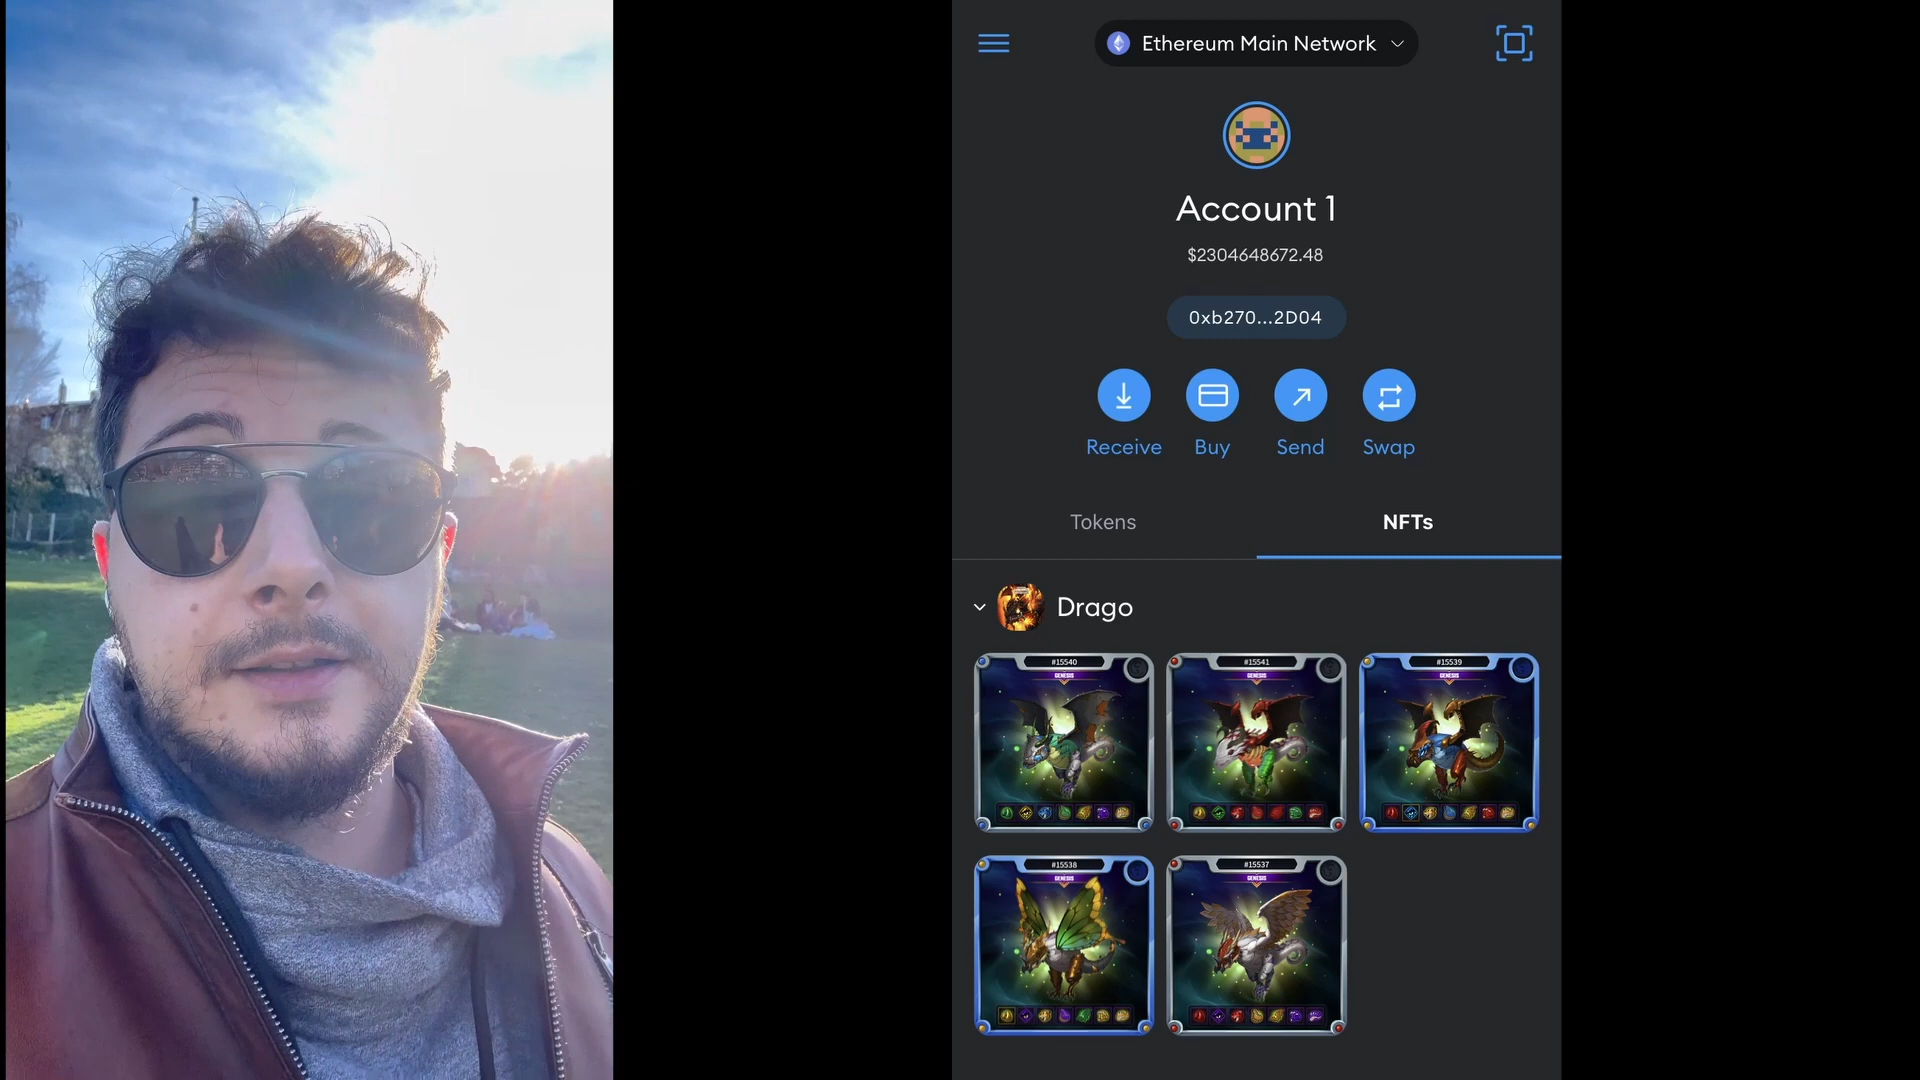 Ethereum Main Network
Account 1
$2304648672.48
0xb270...2D04
Receive Buy Send Swap
Tokens NFTs
Drago
#15540 #15541 #15539
GENESIS GENESIS GENESIS
#15538 #15537
GENESIS GENESIS